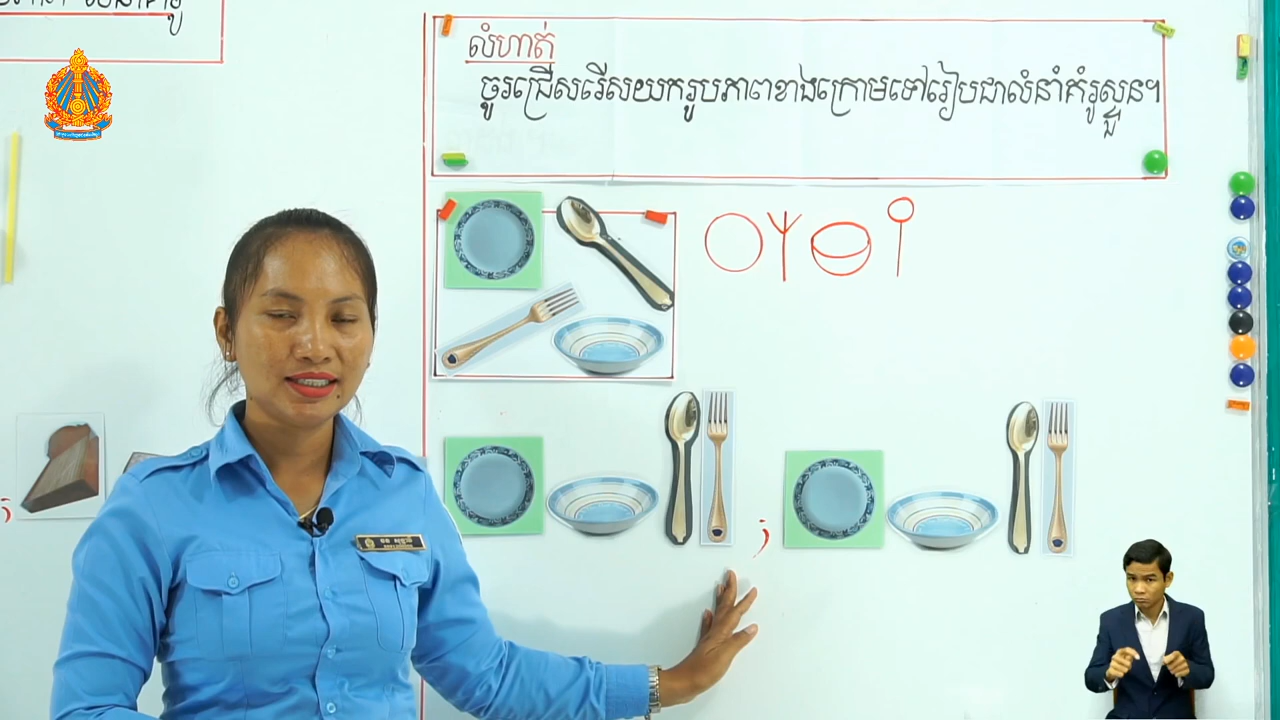 លំហាត់
ចូរជ្រើសរើសយករូបភាពខាងក្រោមទៅរៀបជាលំនាំគំរូស្ទួន។
;
;